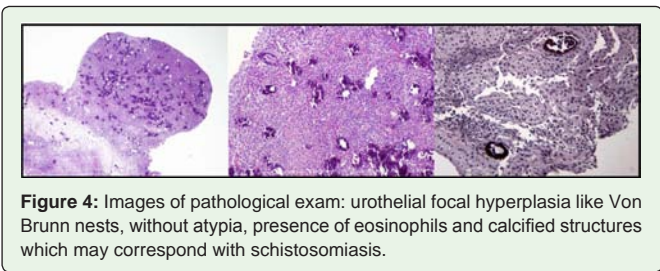 Figure 4: Images of pathological exam: urothelial focal hyperplasia like Von
Brunn nests, without atypia, presence of eosinophils and calcified structures
which may correspond with schistosomiasis.